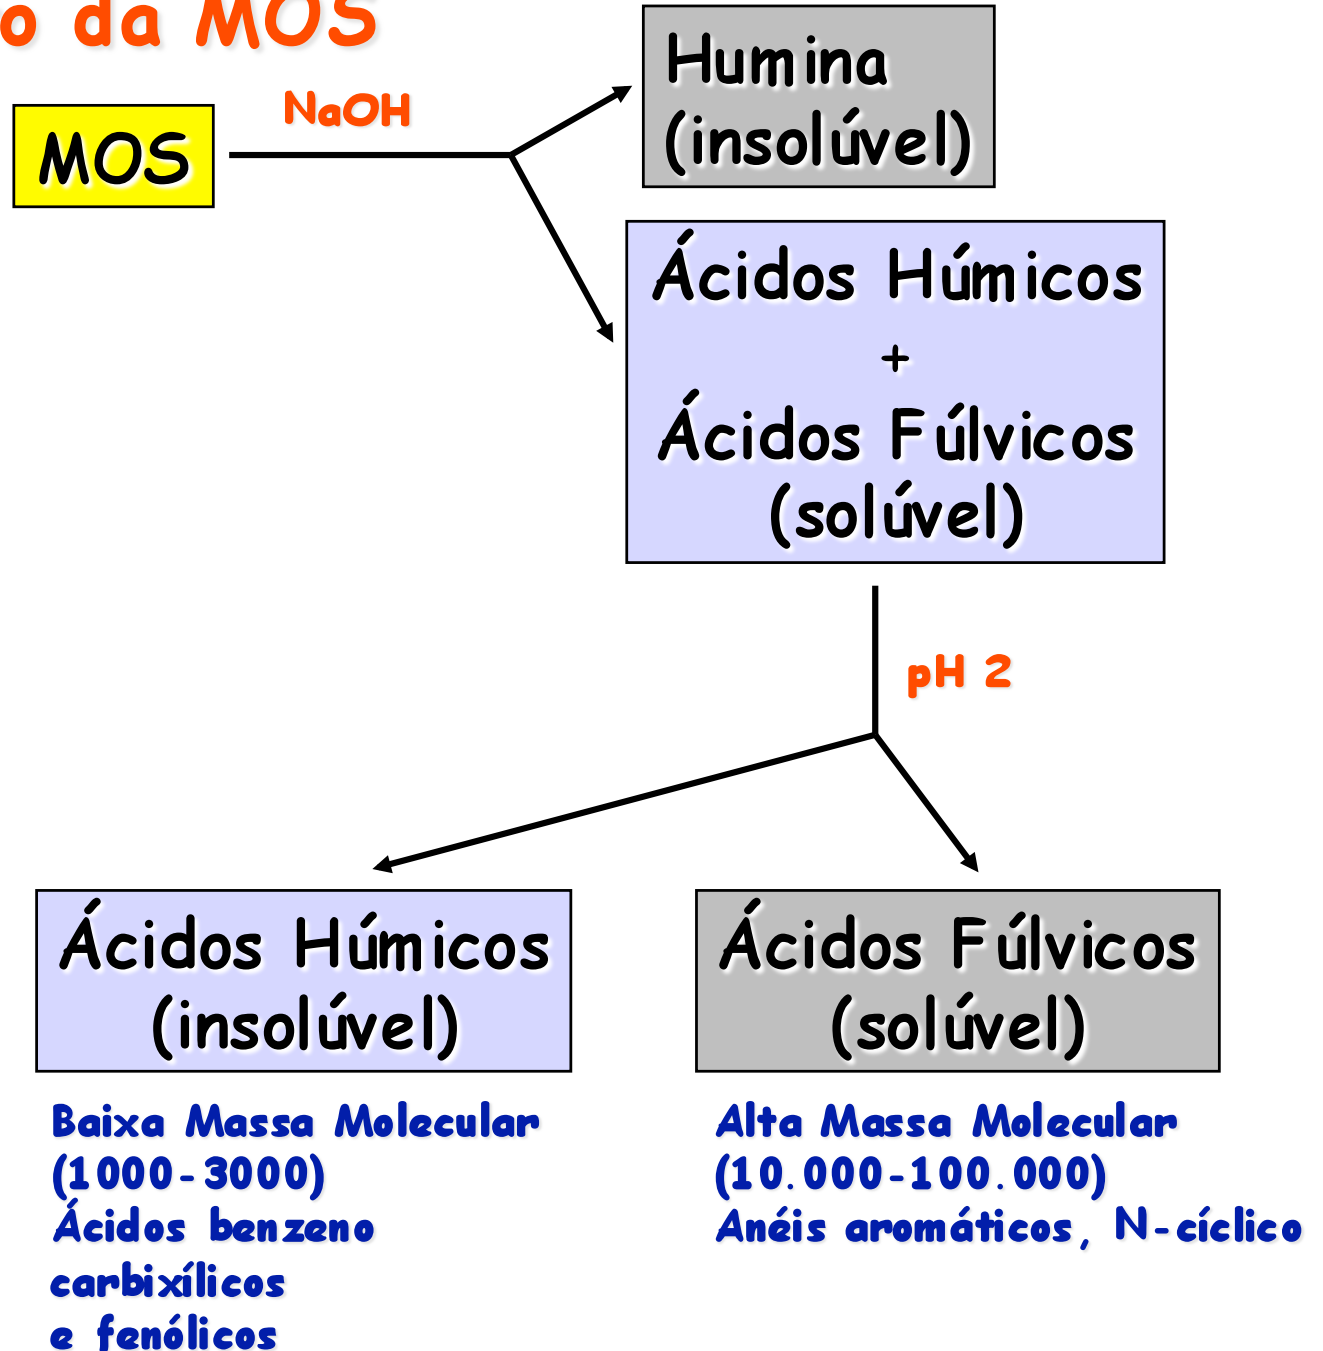 o da MOS
NaOH
MOS
Humina
(insolúvel)
Ácidos Húmicos
+
Ácidos Fúlvicos
(solúvel)
pH 2
Ácidos Húmicos
(insolúvel)
Baixa Massa Molecular
(1000-3000)
Ácidos benzeno
carbixílicos
e fenólicos
Ácidos Fúlvicos
(solúvel)
Alta Massa Molecular
(10.000-100.000)
Anéis aromáticos, N-cíclico